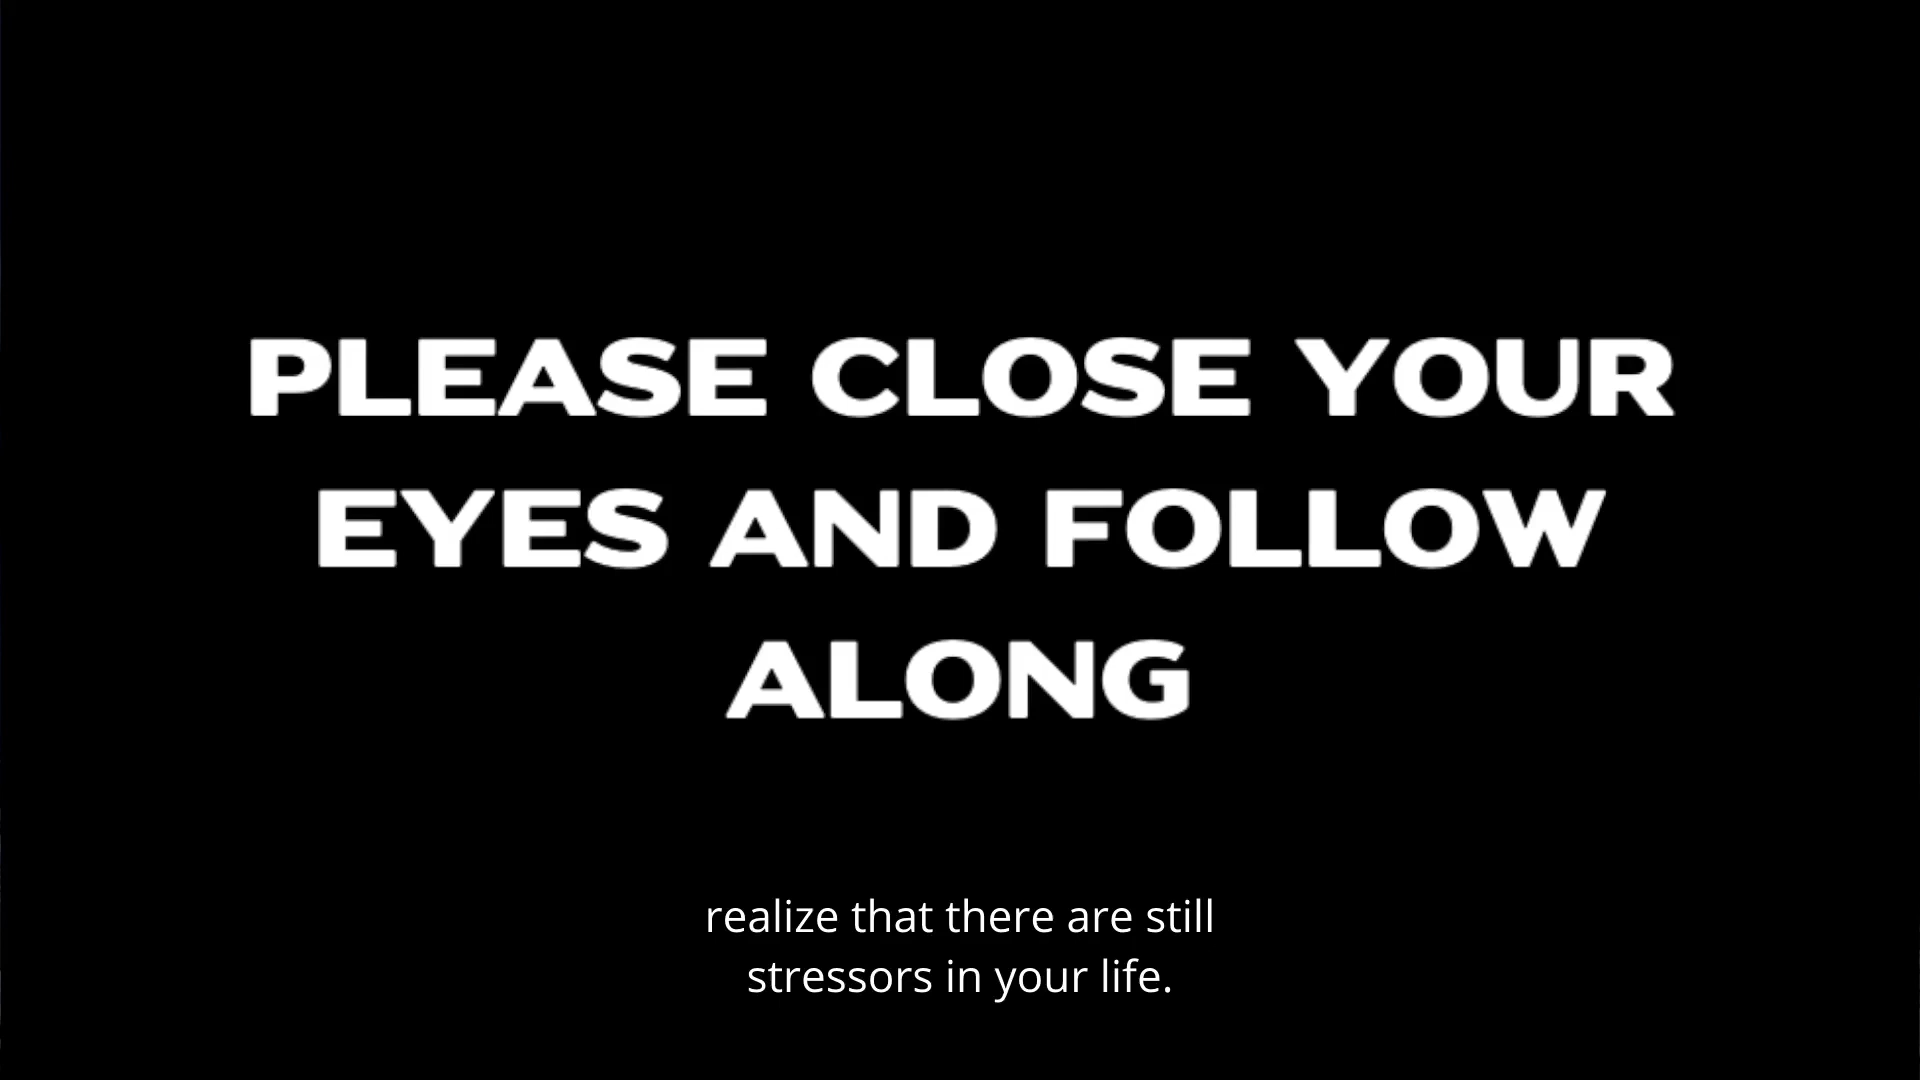 PLEASE CLOSE YOUR
EYES AND FOLLOW
ALONG
realize that there are still
stressors in your life.